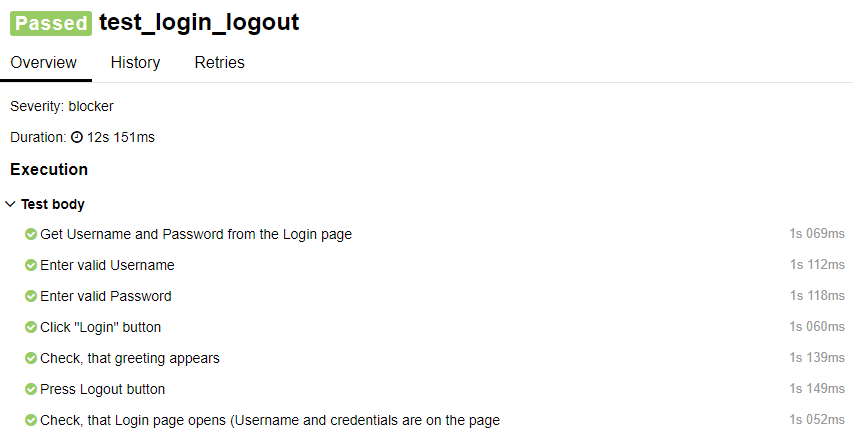 Passed test_login_logout
Overview History Retries
Severity: blocker
Duration: 12s 151ms
Execution
Test body
Get Username and Password from the Login page 1s 069ms
Enter valid Username 1s 112ms
Enter valid Password 1s 118ms
Click "Login" button 1s 060ms
Check, that greeting appears 1s 139ms
Press Logout button 1s 149ms
Check, that Login page opens (Username and credentials are on the page 1s 052ms